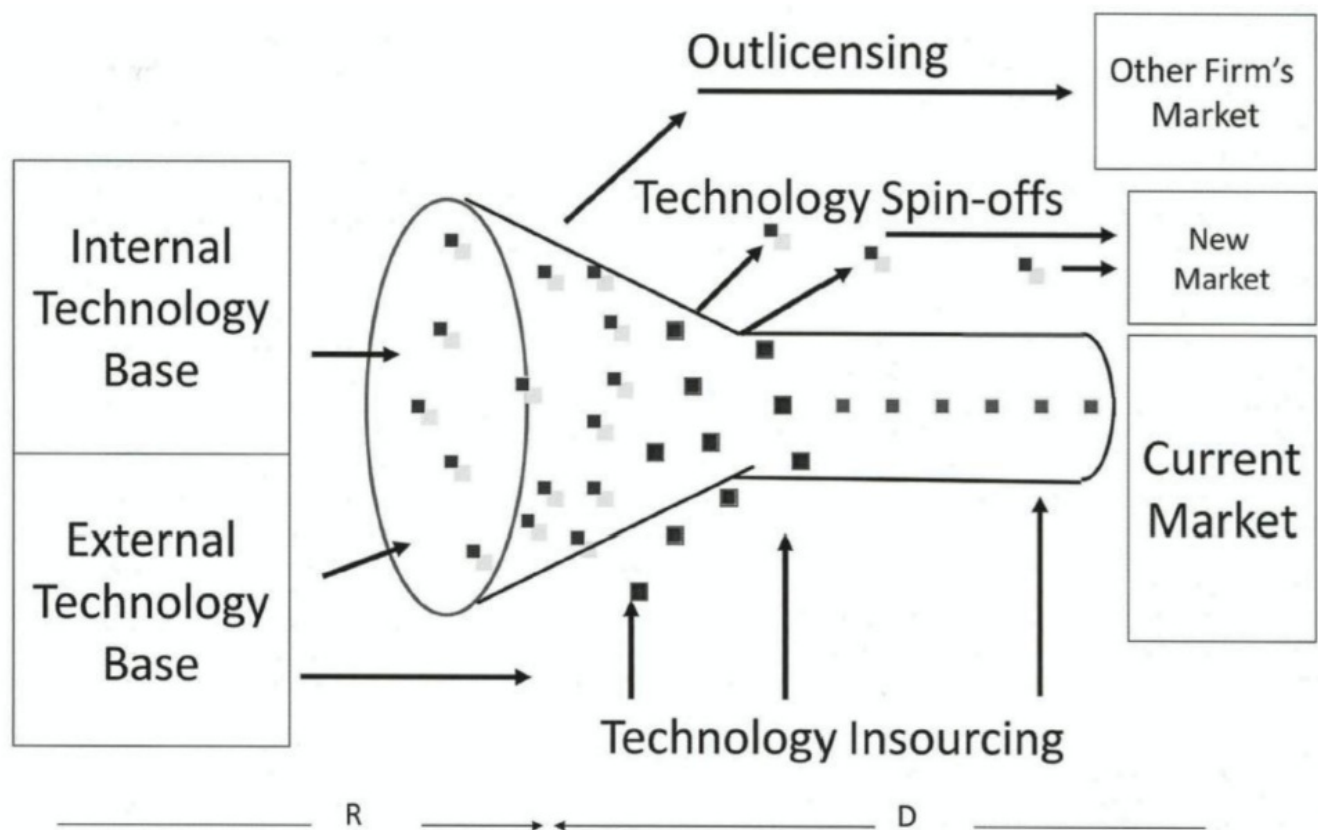 Outlicensing
Other Firm's
Market
Technology Spin-offs
New
Market
Internal
Technology
Base
External
Technology
Base
Current
Market
Technology Insourcing
R
D